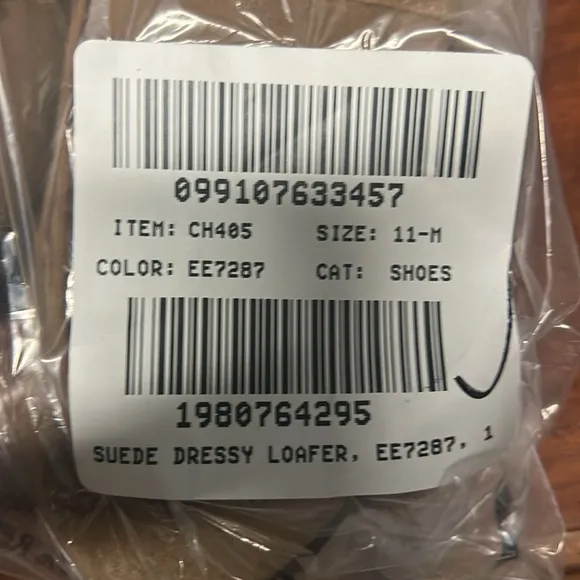 099107633457
ITEM: CH405 SIZE: 11-M
COLOR: EE7287 CAT: SHOES
1980764295
SUEDE DRESSY LOAFER, EE7287, 1